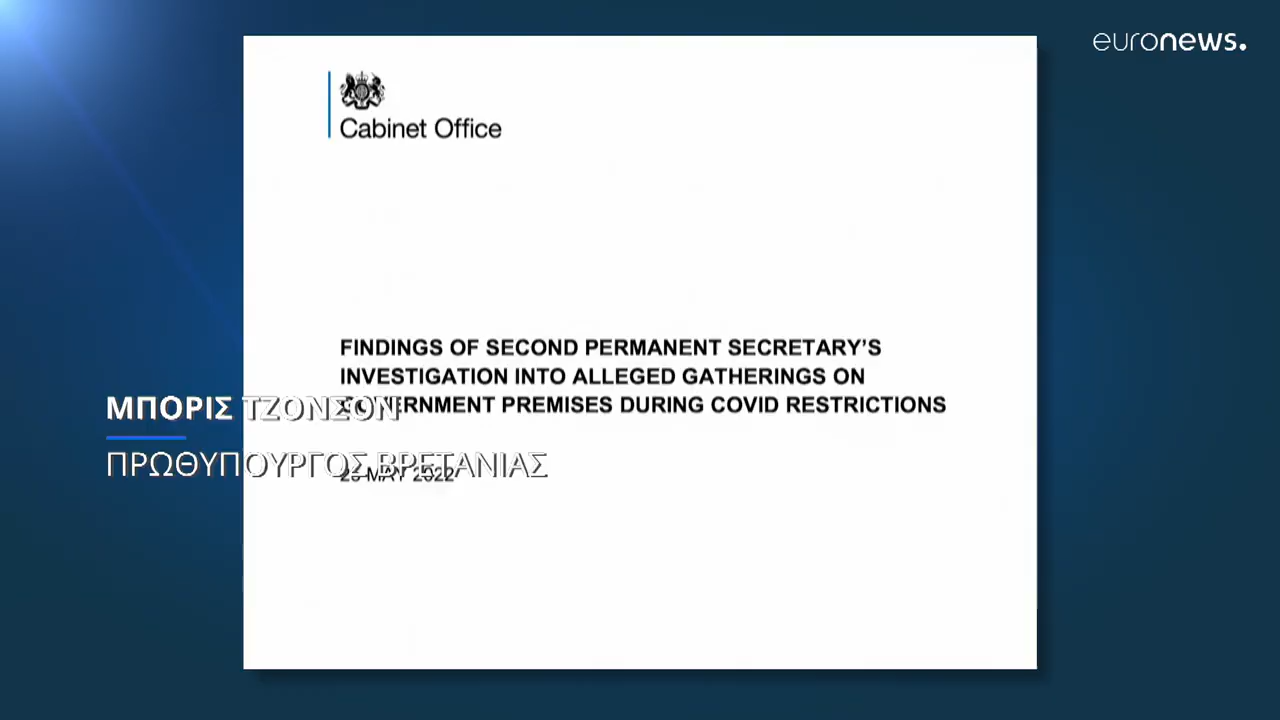 euronews.
Cabinet Office
FINDINGS OF SECOND PERMANENT SECRETARY’S
INVESTIGATION INTO ALLEGED GATHERINGS ON
GOVERNMENT PREMISES DURING COVID RESTRICTIONS
ΜΠΟΡΙΣ ΤΖΟΝΣΟΝ
ΠΡΩΘΥΠΟΥΡΓΟΣ ΒΡΕΤΑΝΙΑΣ
MAY 2022